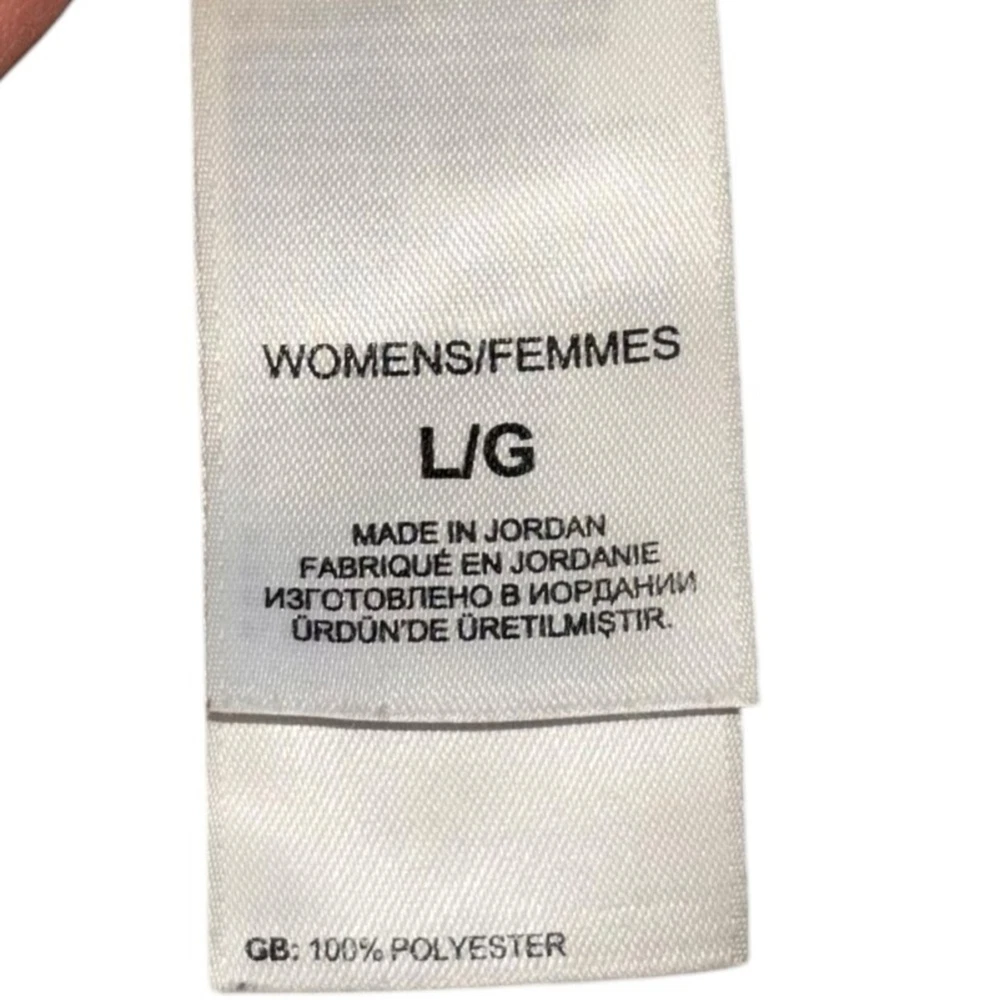 WOMENS/FEMMES
L/G
MADE IN JORDAN
FABRIQUÉ EN JORDANIE
ИЗГОТОВЛЕНО В ИОРДАНИИ
ÜRDÜN'DE ÜRETILMIŞTIR.
GB: 100% POLYESTER